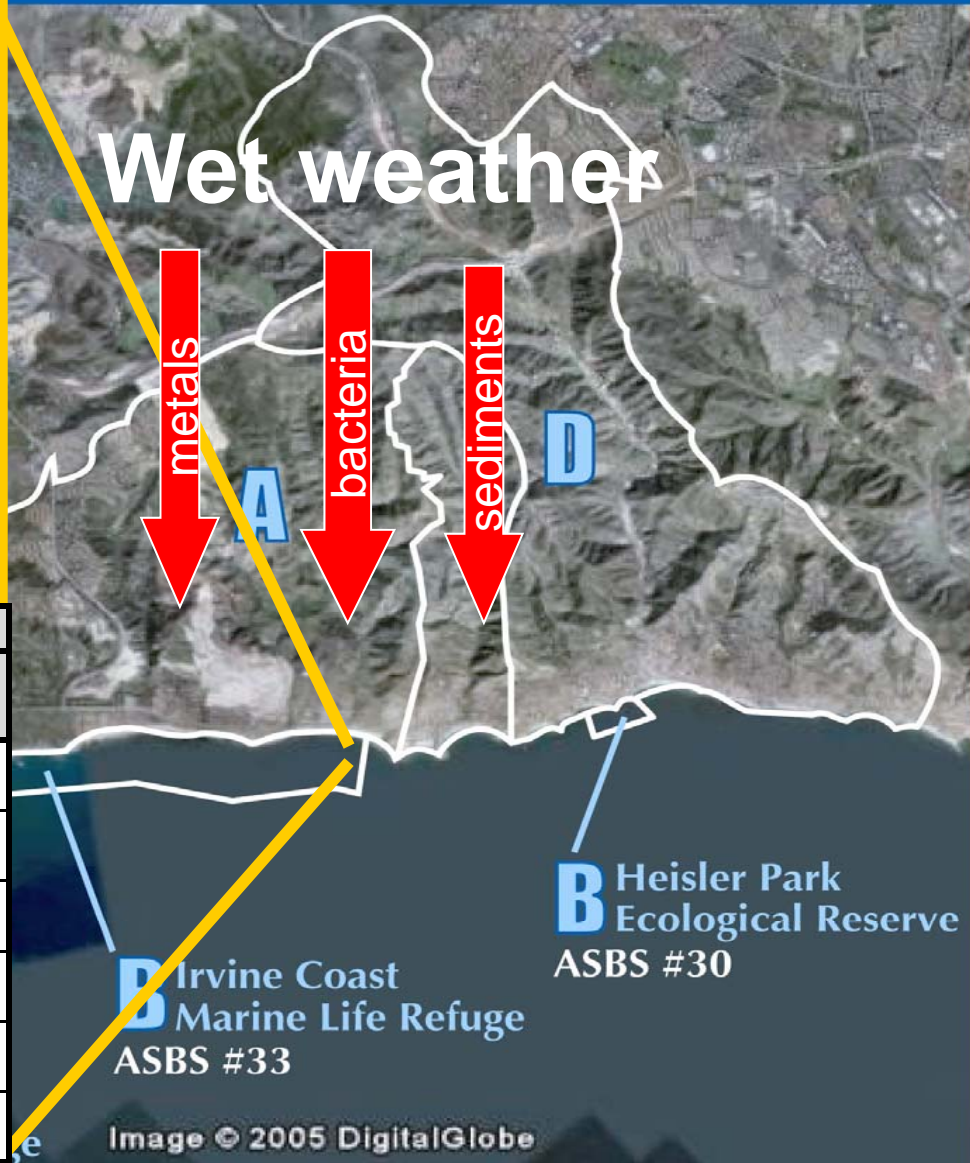 Wet weather
metals
bacteria
sediments
A
D
B Heisler Park
Ecological Reserve
ASBS #30
B Irvine Coast
Marine Life Refuge
ASBS #33
Image © 2005 DigitalGlobe